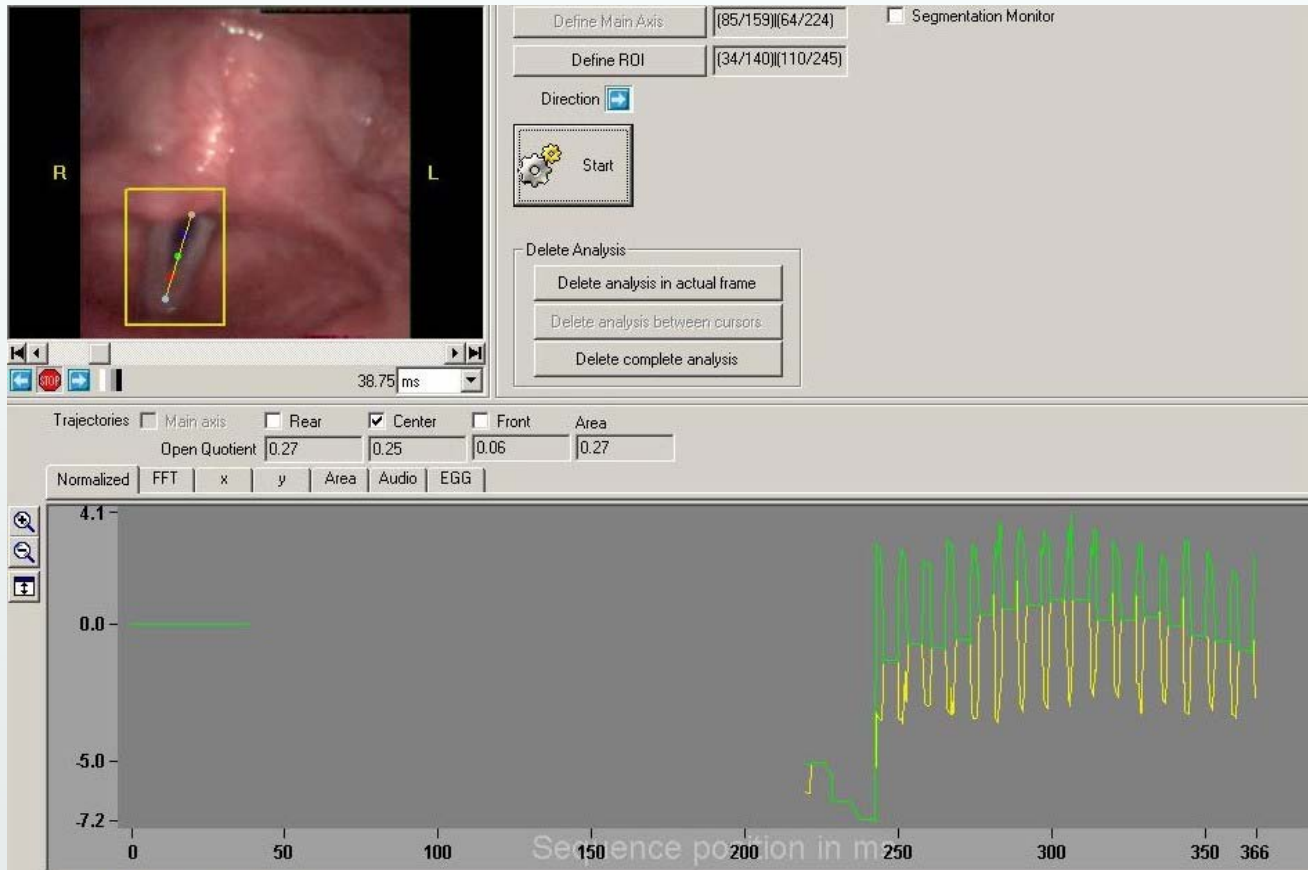 Define Main Axis (85/159)|(64/224) Segmentation Monitor
Define ROI (34/140)|(110/245)
Direction
R L
Start
Delete Analysis
Delete analysis in actual frame
Delete analysis between cursors
Delete complete analysis
STOP 38.75 ms
Trajectories Main axis Rear Center Front Area
Open Quotient 0.27 0.25 0.06 0.27
Normalized FFT x y Area Audio EGG
4.1
0.0
-5.0
-7.2
Sequence position in ms
0 50 100 150 200 250 300 350 366